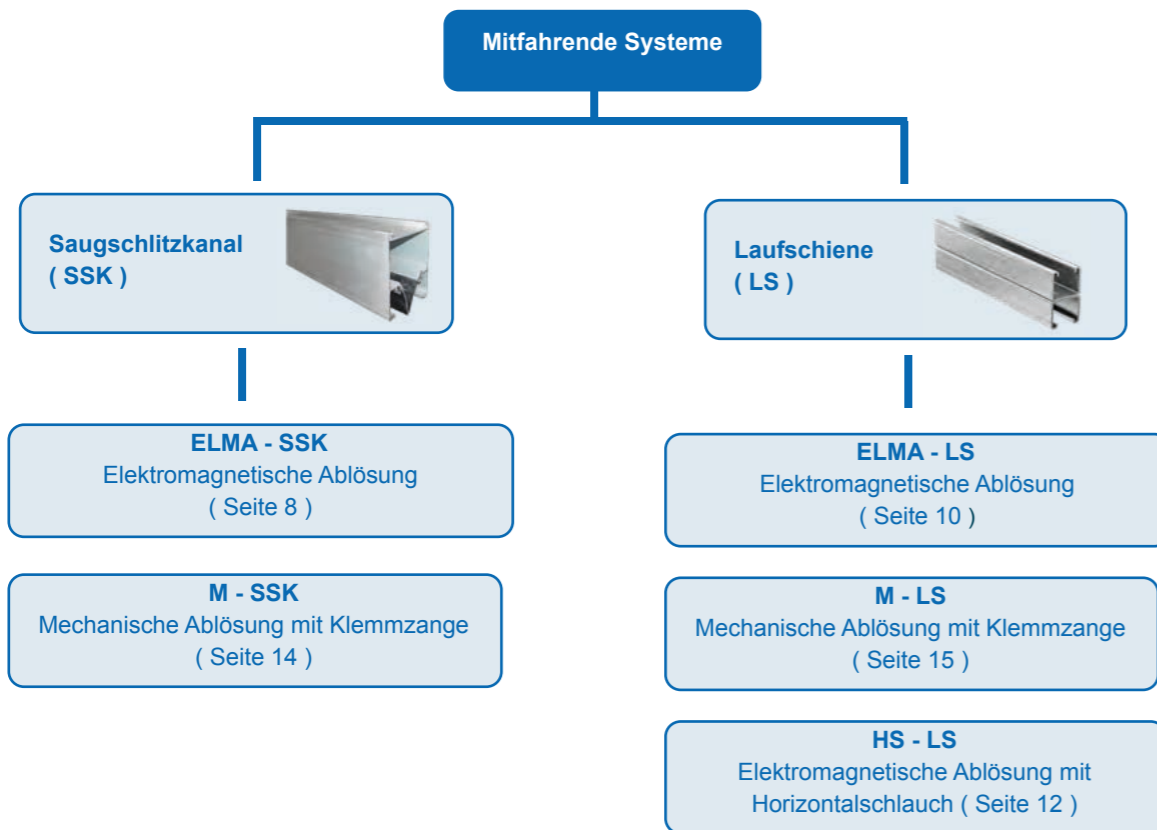 Mitfahrende Systeme
Saugschlitzkanal
( SSK )
Laufschiene
( LS )
ELMA - SSK
Elektromagnetische Ablösung
( Seite 8 )
M - SSK
Mechanische Ablösung mit Klemmzange
( Seite 14 )
ELMA - LS
Elektromagnetische Ablösung
( Seite 10 )
M - LS
Mechanische Ablösung mit Klemmzange
( Seite 15 )
HS - LS
Elektromagnetische Ablösung mit
Horizontalschlauch ( Seite 12 )